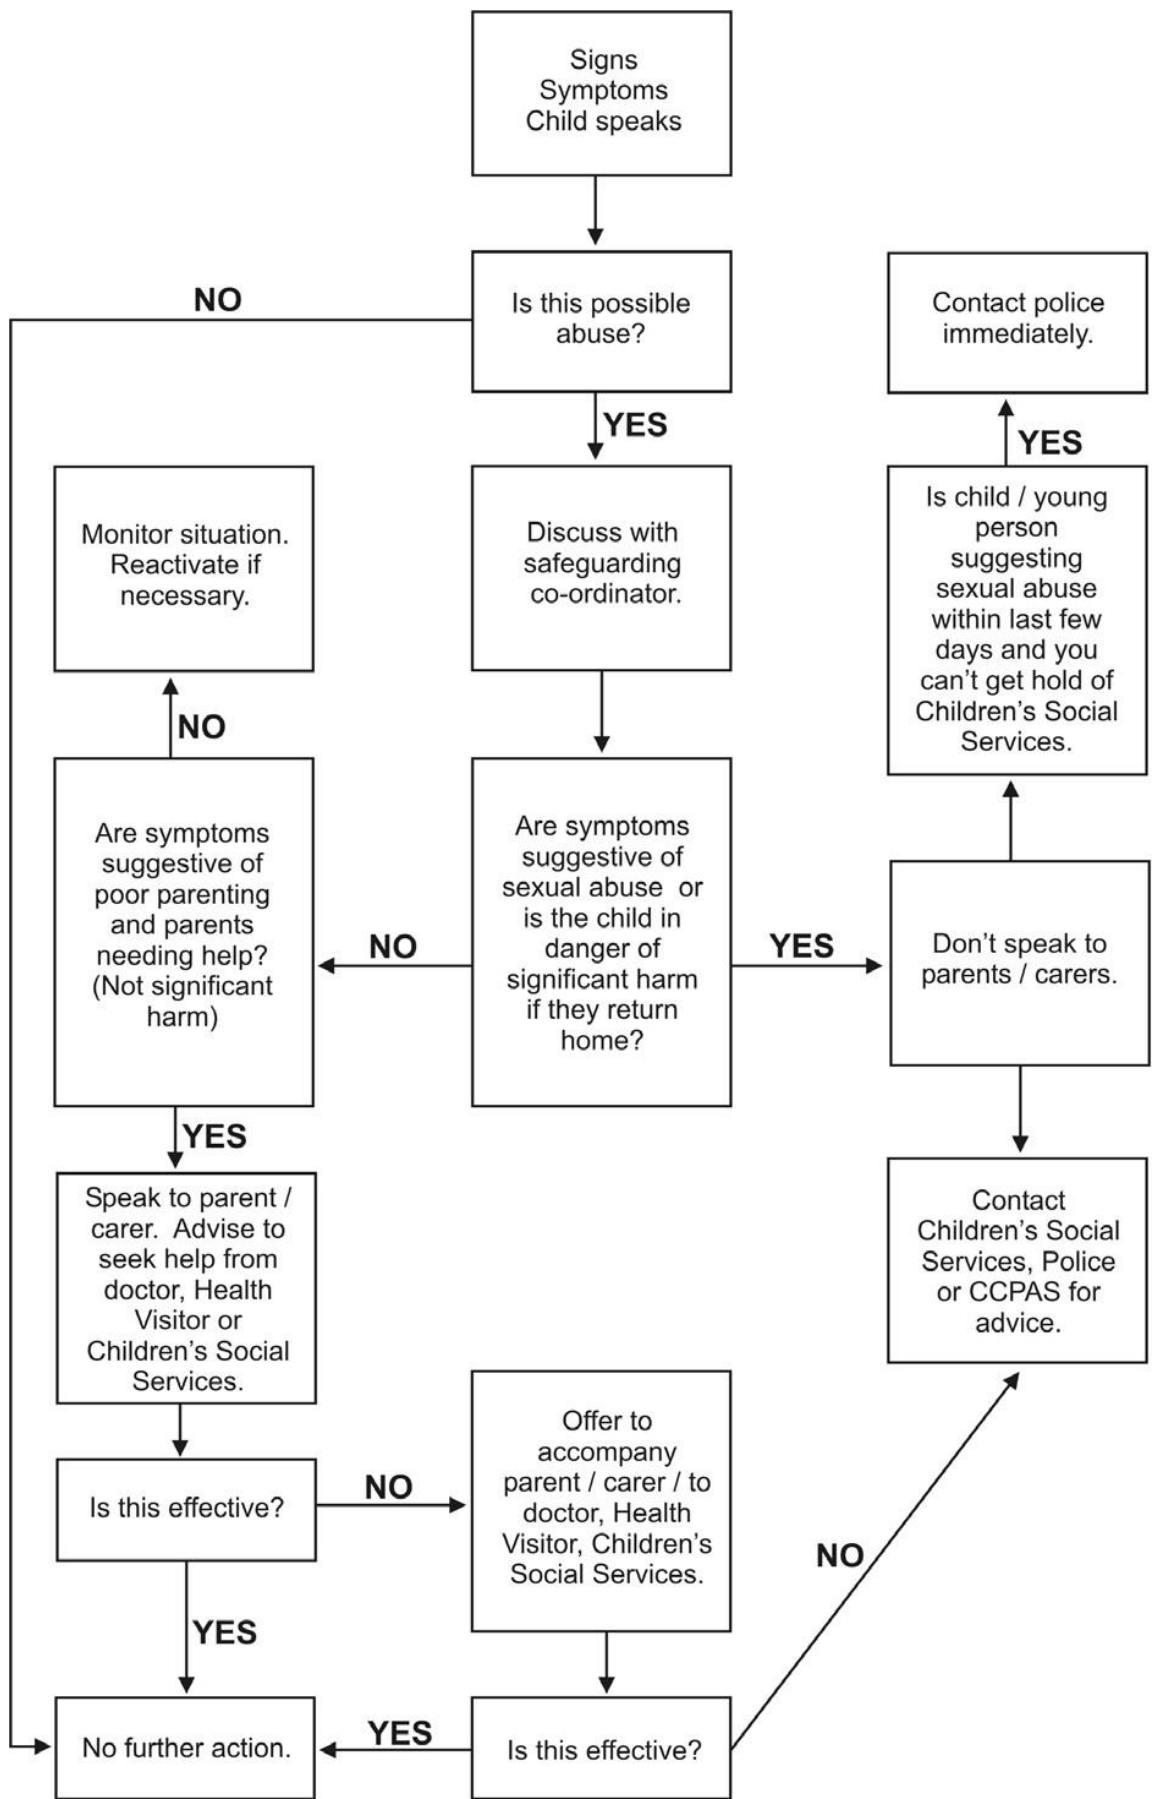 Signs
Symptoms
Child speaks
NO
Is this possible
abuse?
Contact police
immediately.
YES
YES
Monitor situation.
Reactivate if
necessary.
Discuss with
safeguarding
co-ordinator.
Is child / young
person
suggesting
sexual abuse
within last few
days and you
can't get hold of
Children's Social
Services.
NO
Are symptoms
suggestive of
poor parenting
and parents
needing help?
(Not significant
harm)
NO
Are symptoms
suggestive of
sexual abuse or
is the child in
danger of
significant harm
if they return
home?
YES
Don't speak to
parents / carers.
YES
Speak to parent /
carer. Advise to
seek help from
doctor, Health
Visitor or
Children's Social
Services.
Contact
Children's Social
Services, Police
or CCPAS for
advice.
Is this effective?
NO
Offer to
accompany
parent / carer / to
doctor, Health
Visitor, Children's
Social Services.
NO
YES
No further action.
YES
Is this effective?